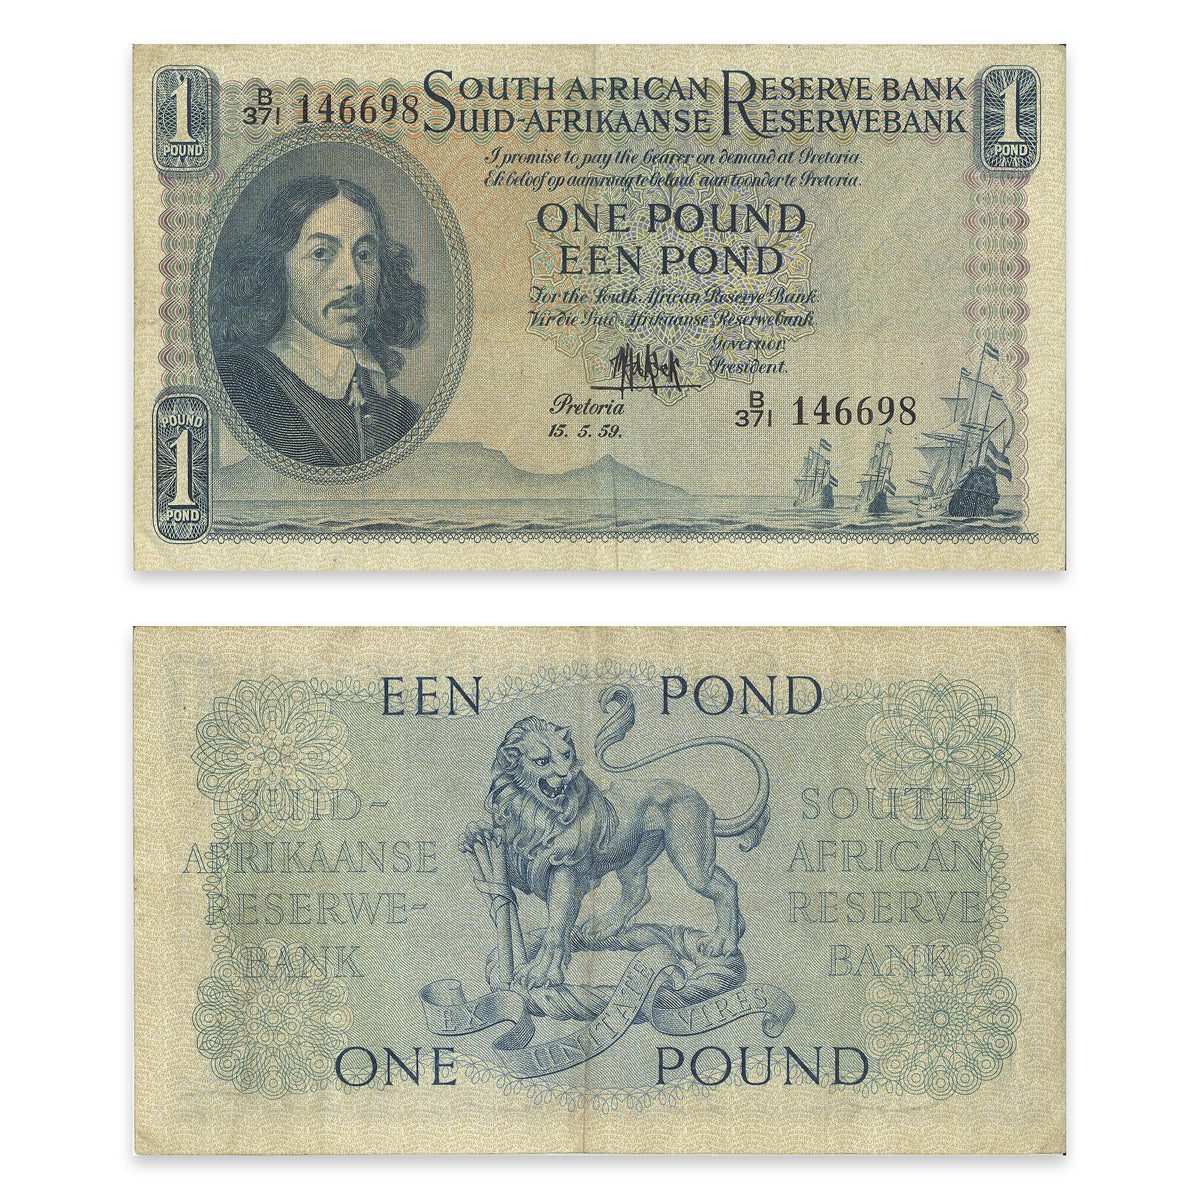 1
POUND
B
371 146698
SOUTH AFRICAN RESERVE BANK
SUID-AFRIKAANSE RESERWEBANK
1
POND
I promise to pay the bearer on demand at Pretoria.
Ek beloof op aanvraag te betaal aan toonder te Pretoria.
ONE POUND
EEN POND
For the South African Reserve Bank.
Vir die Suid-Afrikaanse Reserwebank.
Governor.
President.
Pretoria
15. 5. 59.
B
371 146698
POUND
1
POND
EEN POND
SUID-
AFRIKAANSE
RESERWE-
BANK
SOUTH
AFRICAN
RESERVE
BANK
EX UNITATE VIRES
ONE POUND